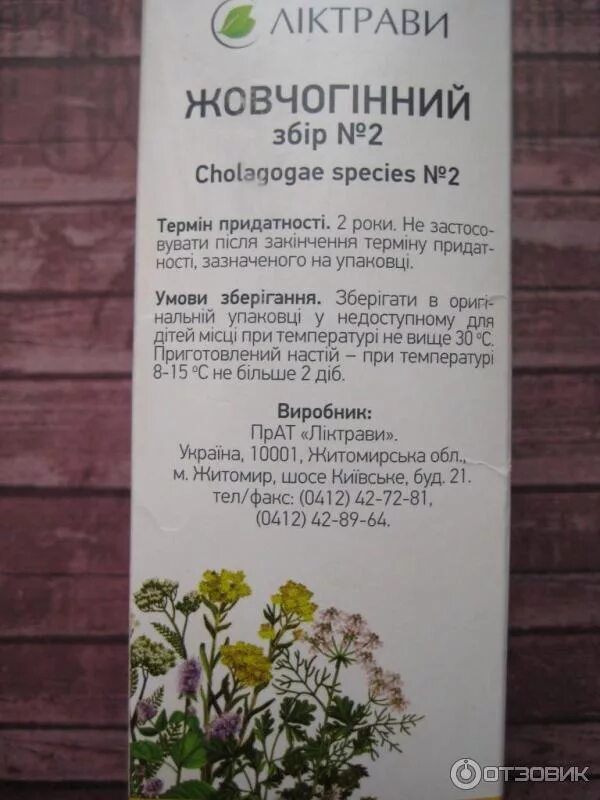 ЛІКТРАВИ
ЖОВЧОГІННИЙ
збір №2
Cholagogae species №2
Термін придатності. 2 роки. Не застосо-
вувати після закінчення терміну придат-
ності, зазначеного на упаковці.
Умови зберігання. Зберігати в оригі-
нальній упаковці у недоступному для
дітей місці при температурі не вище 30 °С.
Приготовлений настій – при температурі
8-15 °С не більше 2 діб.
Виробник:
ПрАТ «Ліктрави».
Україна, 10001, Житомирська обл.,
м. Житомир, шосе Київське, буд. 21.
тел/факс: (0412) 42-72-81,
(0412) 42-89-64.
ОТЗОВИК